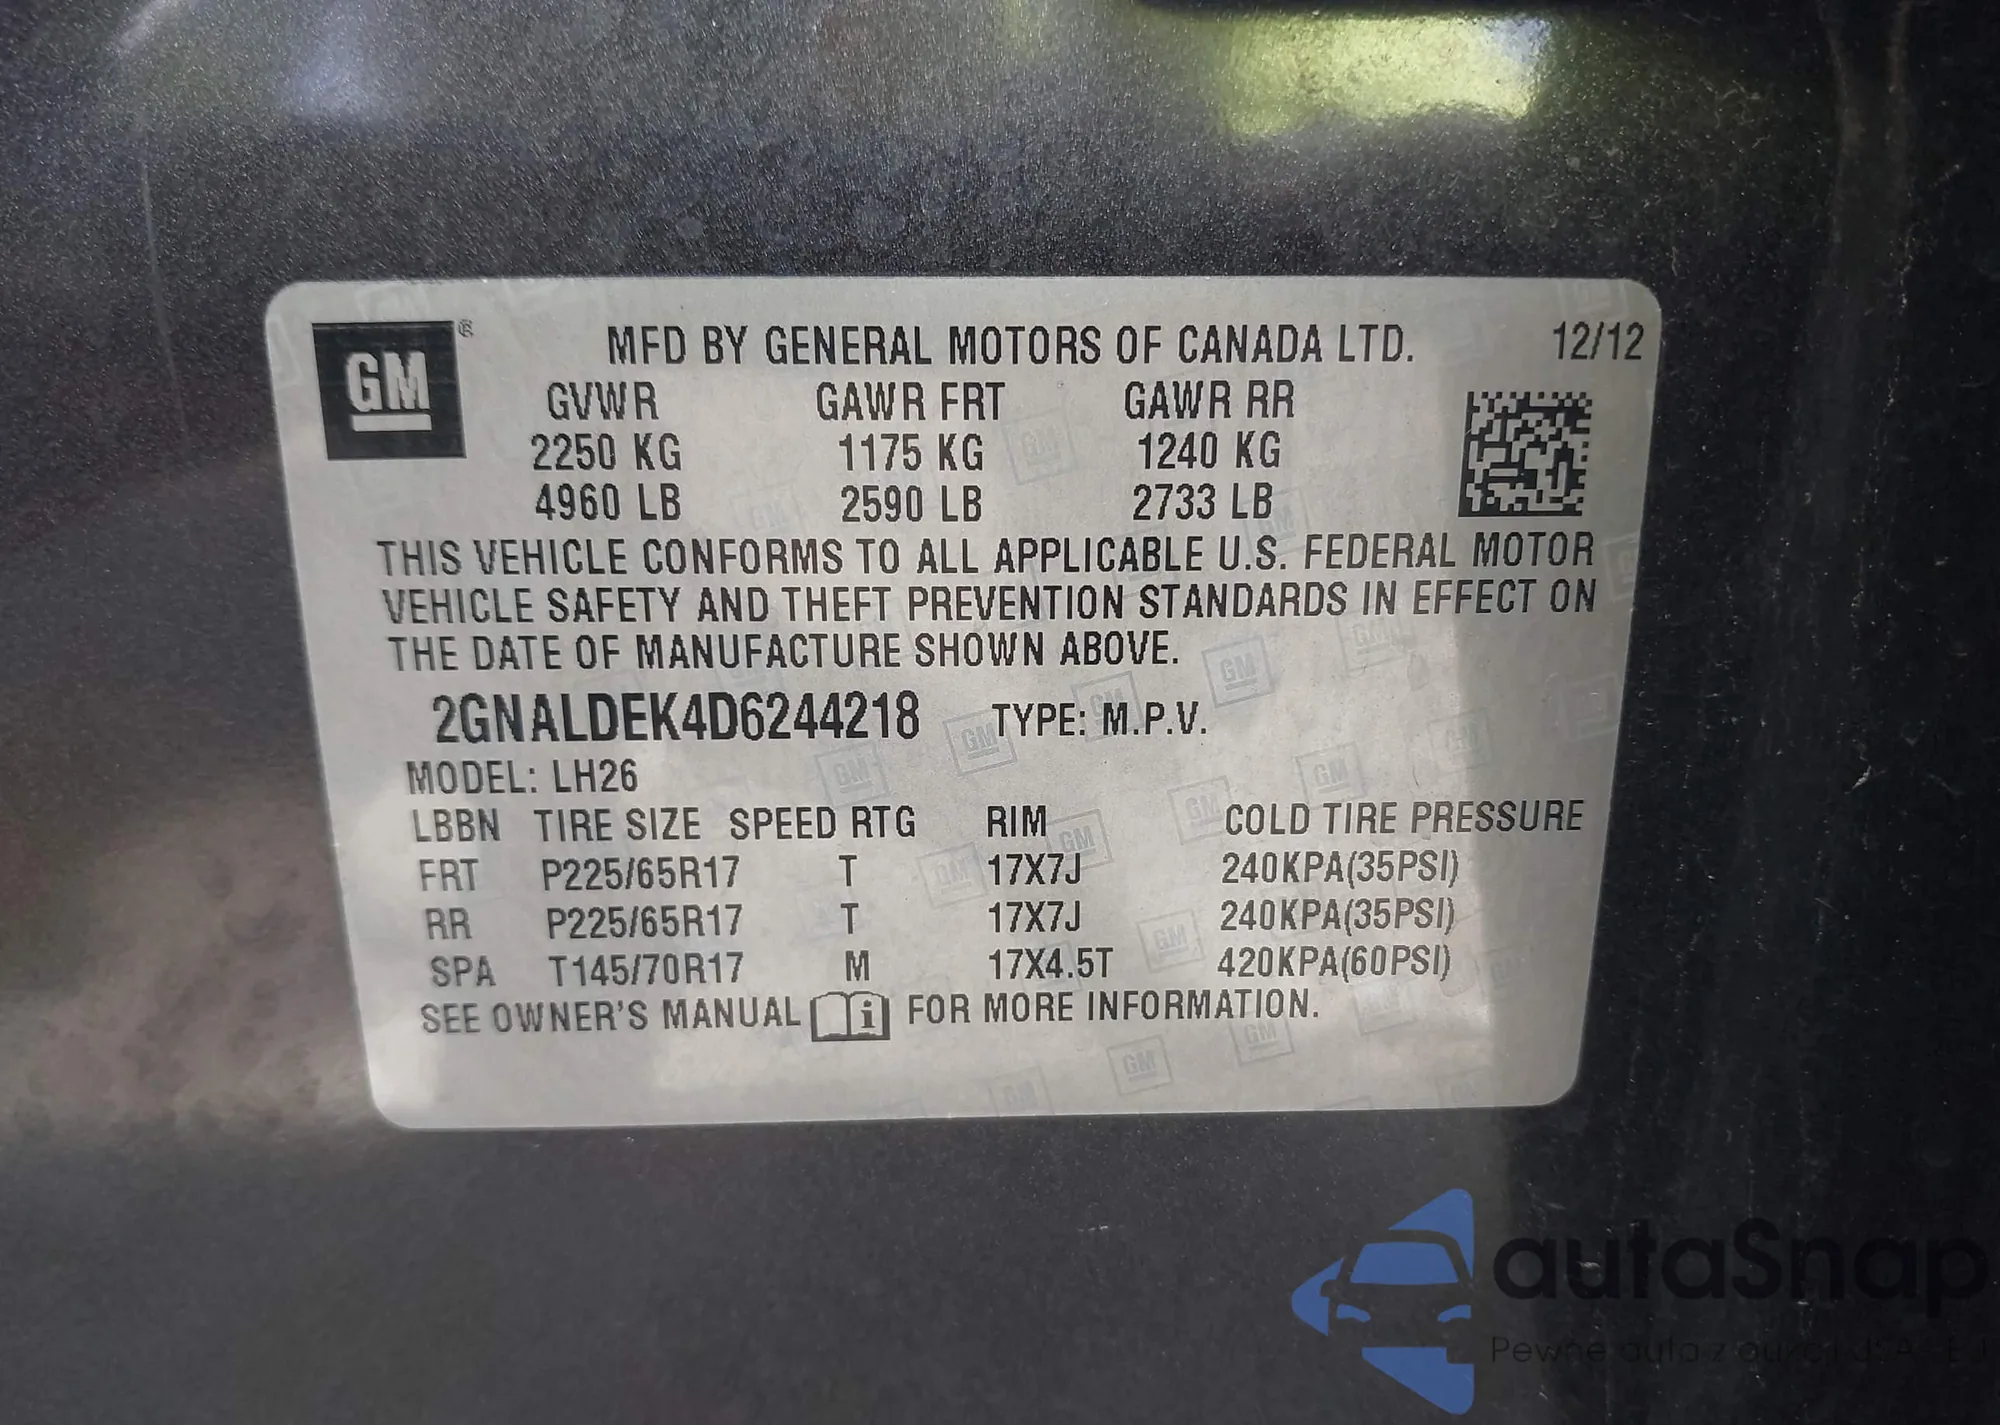 GM ®
MFD BY GENERAL MOTORS OF CANADA LTD. 12/12
GVWR GAWR FRT GAWR RR
2250 KG 1175 KG 1240 KG
4960 LB 2590 LB 2733 LB
THIS VEHICLE CONFORMS TO ALL APPLICABLE U.S. FEDERAL MOTOR
VEHICLE SAFETY AND THEFT PREVENTION STANDARDS IN EFFECT ON
THE DATE OF MANUFACTURE SHOWN ABOVE.
2GNALDEK4D6244218 TYPE: M.P.V.
MODEL: LH26
LBBN TIRE SIZE SPEED RTG RIM COLD TIRE PRESSURE
FRT P225/65R17 T 17X7J 240KPA(35PSI)
RR P225/65R17 T 17X7J 240KPA(35PSI)
SPA T145/70R17 M 17X4.5T 420KPA(60PSI)
SEE OWNER'S MANUAL i FOR MORE INFORMATION.
autaSnap
Pewne auta z aukcji